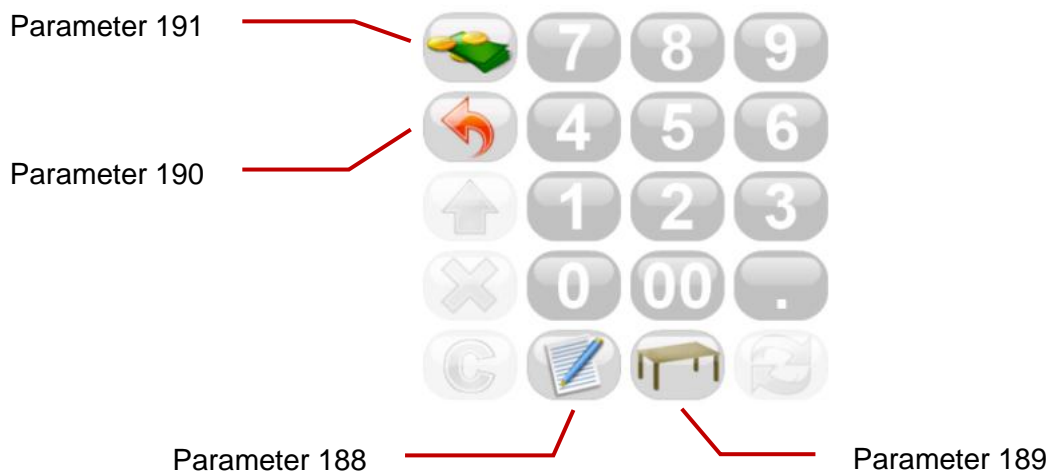 Parameter 191
7 8 9
4 5 6
Parameter 190
1 2 3
0 00 .
C
Parameter 188
Parameter 189